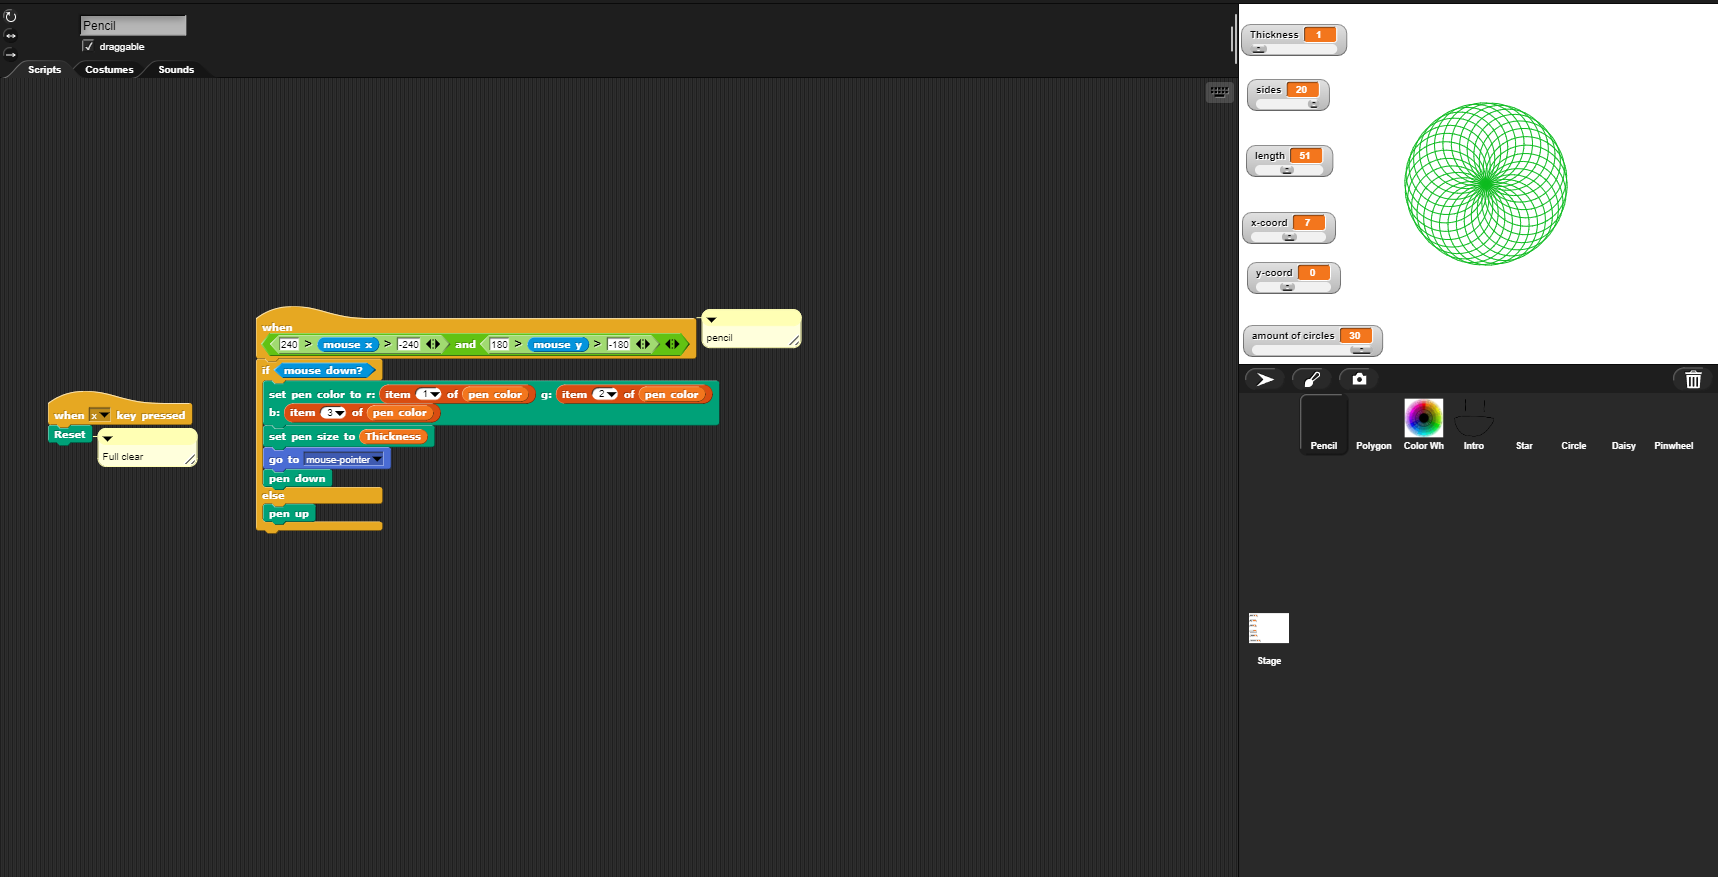 Pencil
draggable
Scripts Costumes Sounds
when
240 > mouse x > -240 and 180 > mouse y > -180
pencil
if mouse down?
set pen color to r: item 1 of pen color g: item 2 of pen color
b: item 3 of pen color
set pen size to Thickness
go to mouse-pointer
pen down
else
pen up
when x key pressed
Reset
Full clear
Thickness 1
sides 20
length 51
x-coord 7
y-coord 0
amount of circles 30
Pencil Polygon Color Wh Intro Star Circle Daisy Pinwheel
Stage